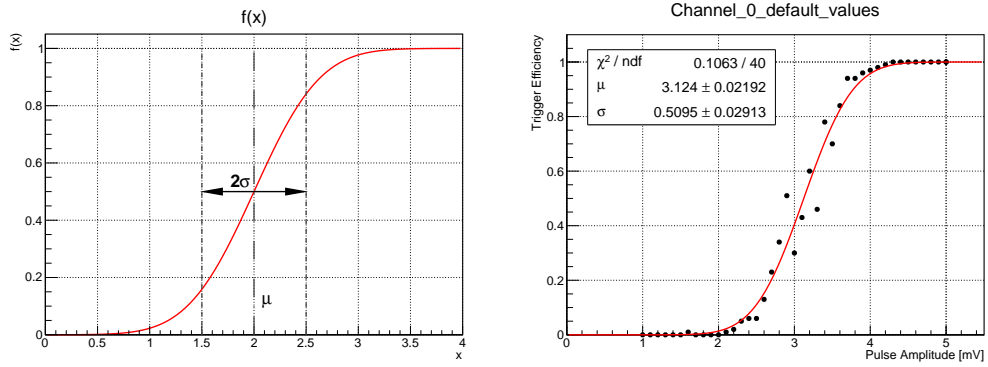 f(x)
f(x)
1
0.8
0.6
0.4
0.2
0
2σ
μ
0 0.5 1 1.5 2 2.5 3 3.5 4
x
Channel_0_default_values
Trigger Efficiency
1
0.8
0.6
0.4
0.2
0
χ² / ndf 0.1063 / 40
μ 3.124 ± 0.02192
σ 0.5095 ± 0.02913
0 1 2 3 4 5
Pulse Amplitude [mV]